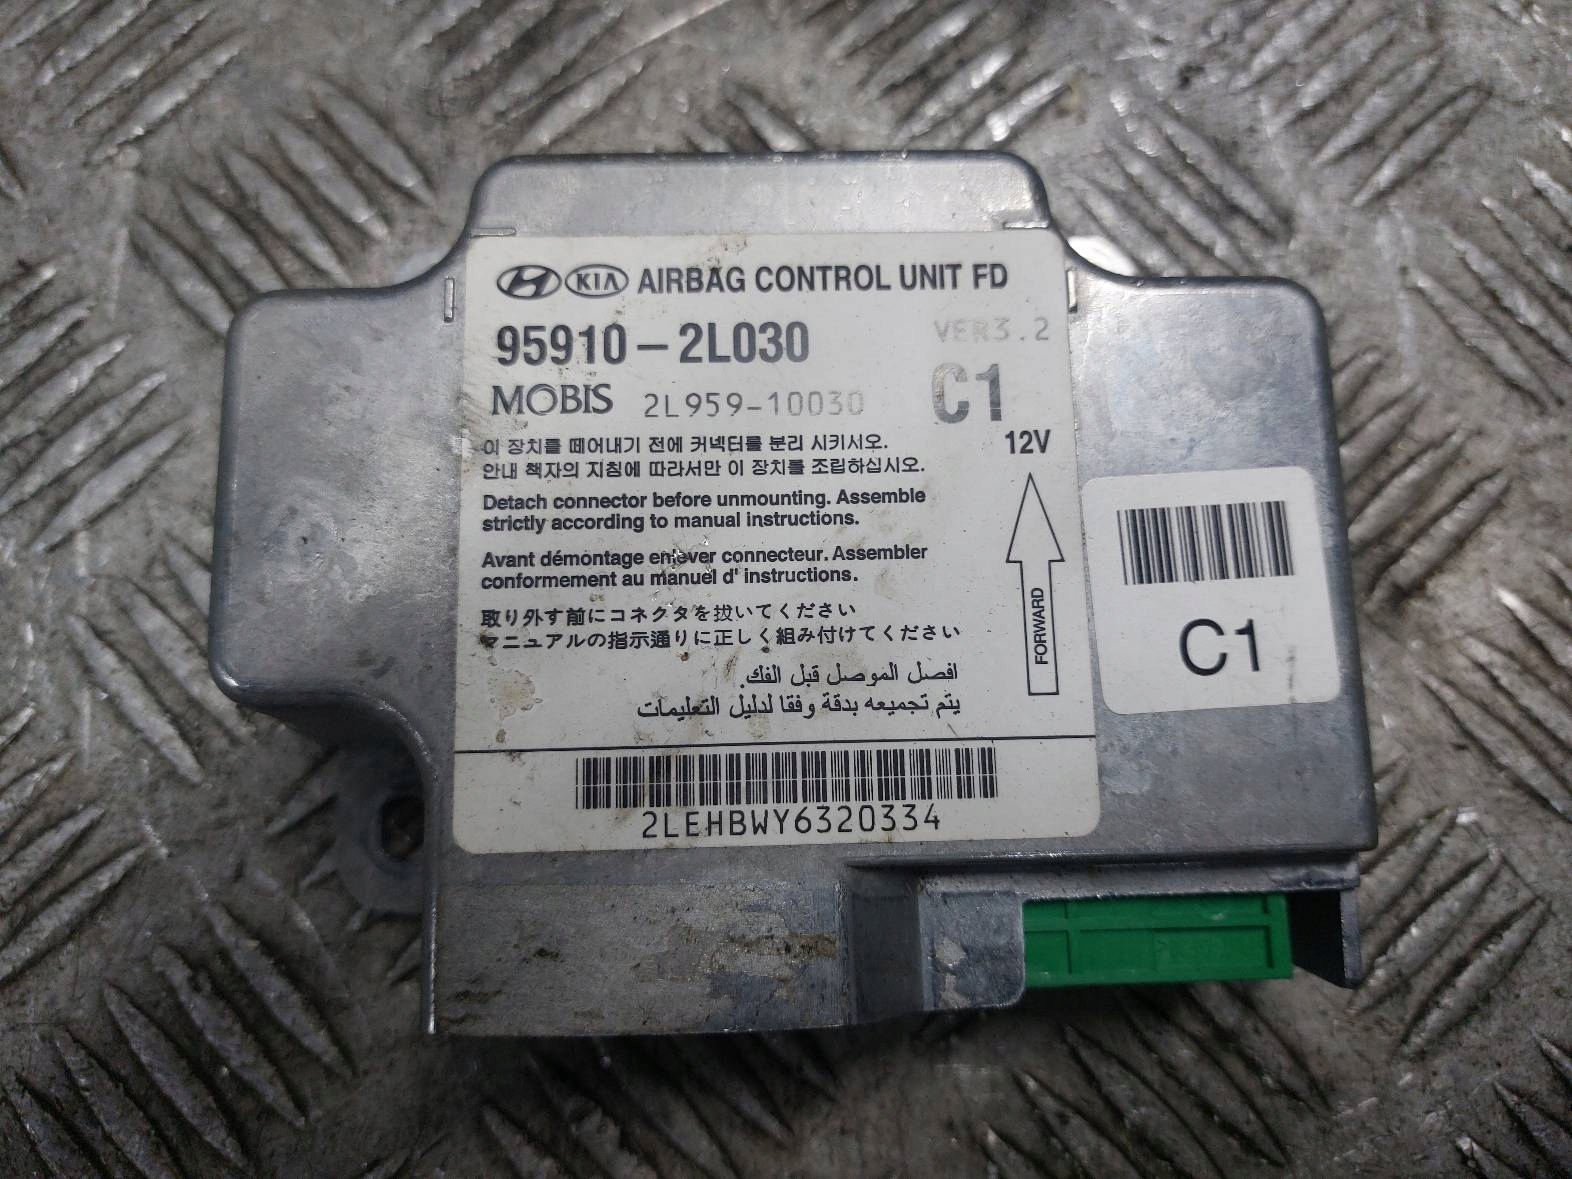 KIA AIRBAG CONTROL UNIT FD
95910-2L030 VER3.2
MOBIS 2L959-10030 C1
이 장치를 떼어내기 전에 커넥터를 분리 시키시오.
안내 책자의 지침에 따라서만 이 장치를 조립하십시오.
12V
Detach connector before unmounting. Assemble
strictly according to manual instructions.
Avant démontage enlever connecteur. Assembler
conformement au manuel d' instructions.
取り外す前にコネクタを抜いてください
マニュアルの指示通りに正しく組み付けてください
افصل الموصل قبل الفك.
يتم تجميعه بدقة وفقا لدليل التعليمات
FORWARD
2LEHBWY6320334
C1